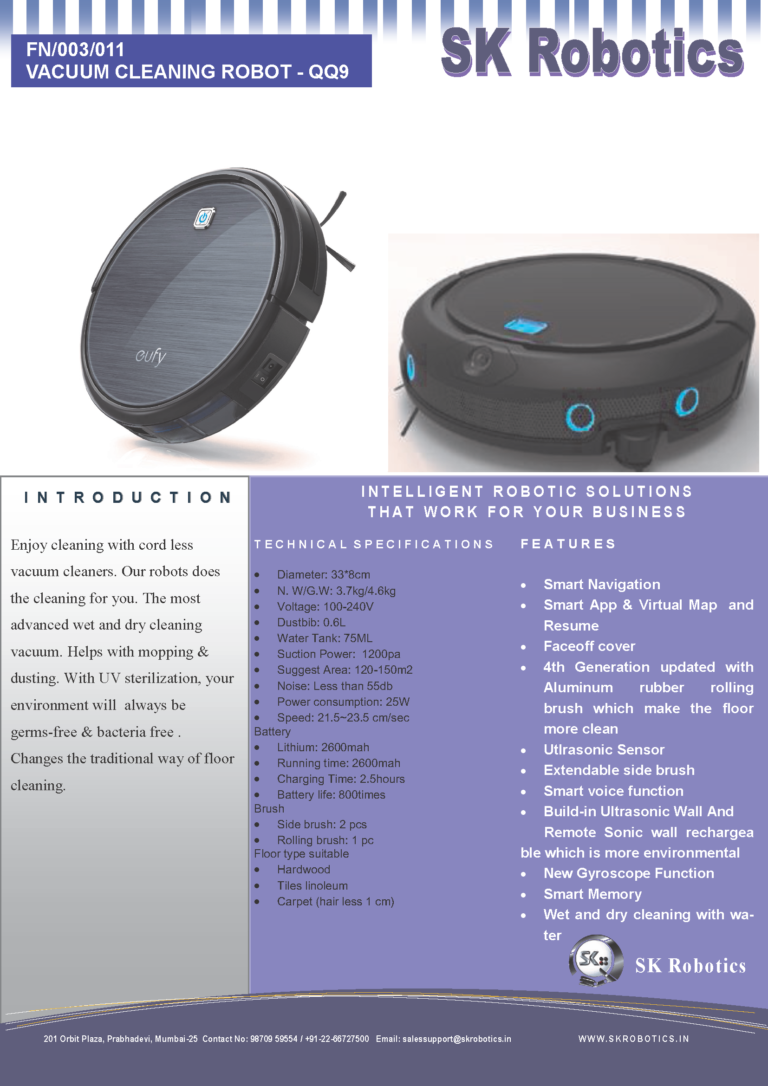 FN/003/011
VACUUM CLEANING ROBOT - QQ9
SK Robotics
eufy
INTRODUCTION
Enjoy cleaning with cord less
vacuum cleaners. Our robots does
the cleaning for you. The most
advanced wet and dry cleaning
vacuum. Helps with mopping &
dusting. With UV sterilization, your
environment will always be
germs-free & bacteria free .
Changes the traditional way of floor
cleaning.
INTELLIGENT ROBOTIC SOLUTIONS
THAT WORK FOR YOUR BUSINESS
TECHNICAL SPECIFICATIONS
• Diameter: 33*8cm
• N. W/G.W: 3.7kg/4.6kg
• Voltage: 100-240V
• Dustbib: 0.6L
• Water Tank: 75ML
• Suction Power: 1200pa
• Suggest Area: 120-150m2
• Noise: Less than 55db
• Power consumption: 25W
• Speed: 21.5~23.5 cm/sec
Battery
• Lithium: 2600mah
• Running time: 2600mah
• Charging Time: 2.5hours
• Battery life: 800times
Brush
• Side brush: 2 pcs
• Rolling brush: 1 pc
Floor type suitable
• Hardwood
• Tiles linoleum
• Carpet (hair less 1 cm)
FEATURES
• Smart Navigation
• Smart App & Virtual Map and
Resume
• Faceoff cover
• 4th Generation updated with
Aluminum rubber rolling
brush which make the floor
more clean
• Utlrasonic Sensor
• Extendable side brush
• Smart voice function
• Build-in Ultrasonic Wall And
Remote Sonic wall rechargea
ble which is more environmental
• New Gyroscope Function
• Smart Memory
• Wet and dry cleaning with wa-
ter
SK
SK Robotics
201 Orbit Plaza, Prabhadevi, Mumbai-25 Contact No: 98709 59554 / +91-22-66727500 Email: salessupport@skrobotics.in
WWW.SKROBOTICS.IN